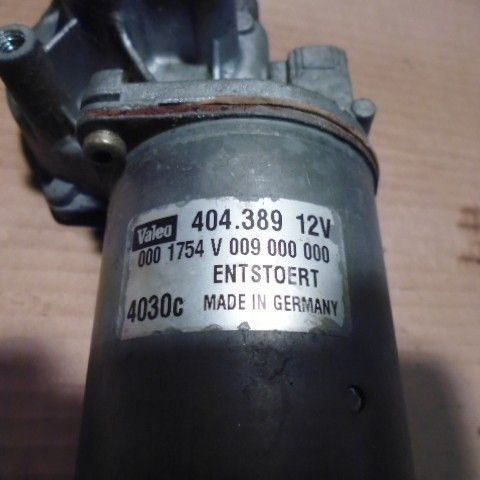 Valeo 404.389 12V
000 1754 V 009 000 000
ENTSTOERT
4030c MADE IN GERMANY